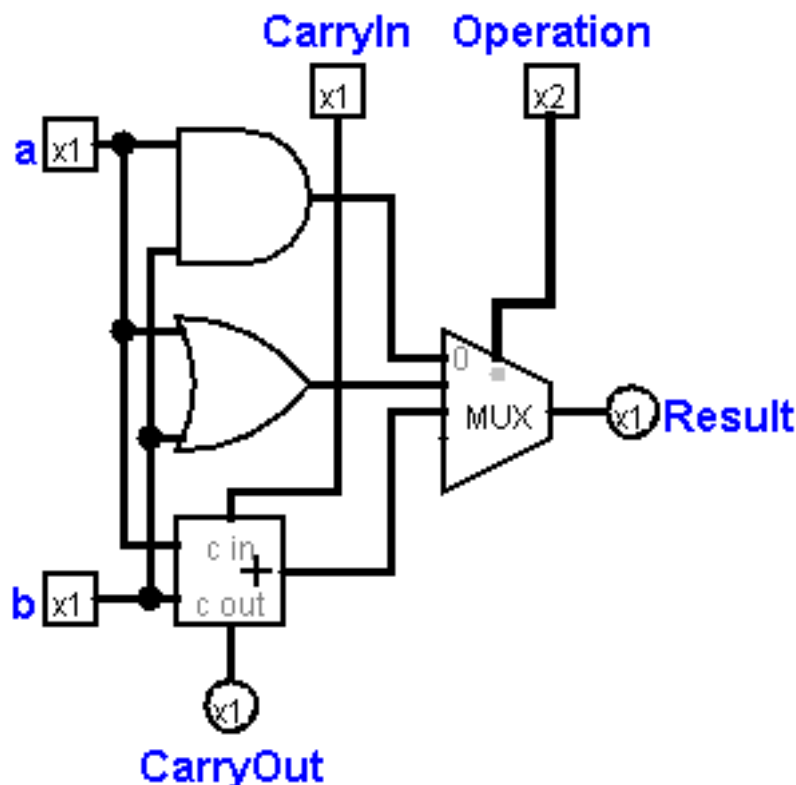 CarryIn Operation
x1 x2
a x1
0
MUX x1 Result
c in
+
b x1 c out
x1
CarryOut